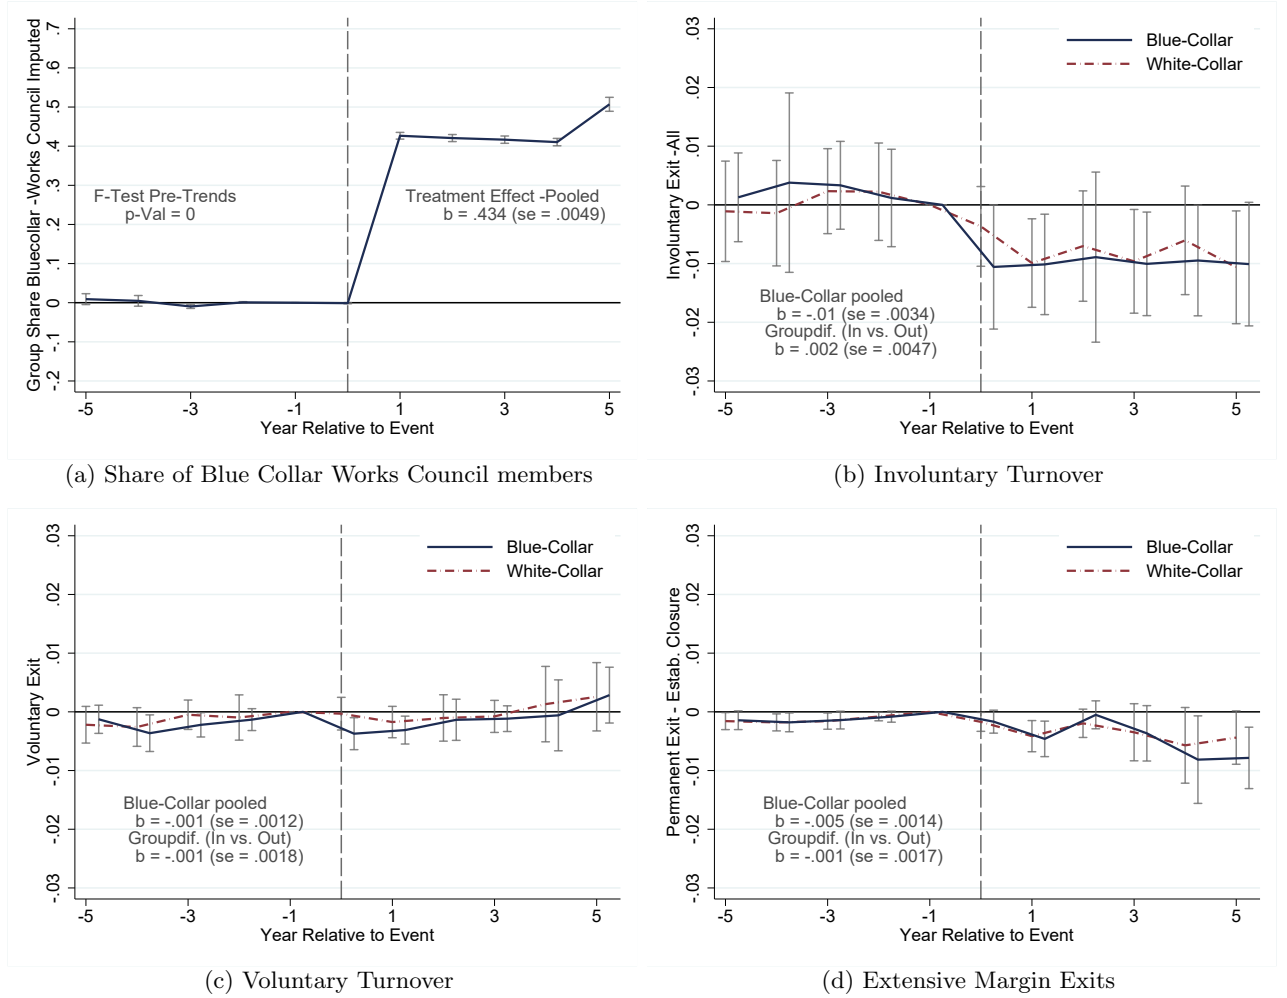 Group Share Bluecollar -Works Council Imputed
.7
.6
.5
.4
.3
.2
.1
0
-.1
-.2
F-Test Pre-Trends
p-Val = 0
Treatment Effect -Pooled
b = .434 (se = .0049)
-5
-3
-1
1
3
5
Year Relative to Event
(a) Share of Blue Collar Works Council members
Involuntary Exit -All
.03
.02
.01
0
-.01
-.02
-.03
Blue-Collar
White-Collar
Blue-Collar pooled
b = -.01 (se = .0034)
Groupdif. (In vs. Out)
b = .002 (se = .0047)
-5
-3
-1
1
3
5
Year Relative to Event
(b) Involuntary Turnover
Voluntary Exit
.03
.02
.01
0
-.01
-.02
-.03
Blue-Collar
White-Collar
Blue-Collar pooled
b = -.001 (se = .0012)
Groupdif. (In vs. Out)
b = -.001 (se = .0018)
-5
-3
-1
1
3
5
Year Relative to Event
(c) Voluntary Turnover
Permanent Exit - Estab. Closure
.03
.02
.01
0
-.01
-.02
-.03
Blue-Collar
White-Collar
Blue-Collar pooled
b = -.005 (se = .0014)
Groupdif. (In vs. Out)
b = -.001 (se = .0017)
-5
-3
-1
1
3
5
Year Relative to Event
(d) Extensive Margin Exits